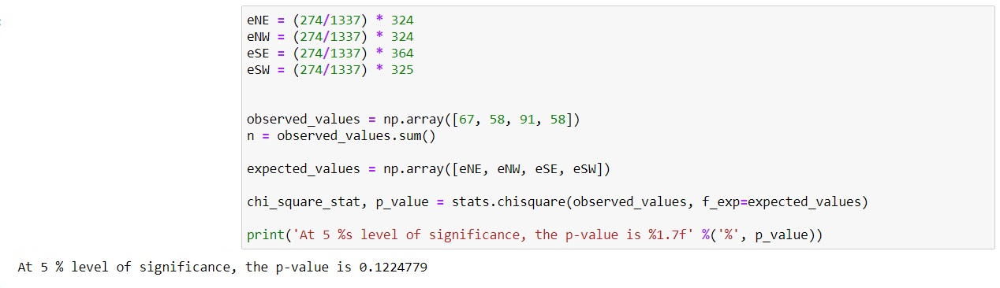 eNE = (274/1337) * 324
eNW = (274/1337) * 324
eSE = (274/1337) * 364
eSW = (274/1337) * 325
observed_values = np.array([67, 58, 91, 58])
n = observed_values.sum()
expected_values = np.array([eNE, eNW, eSE, eSW])
chi_square_stat, p_value = stats.chisquare(observed_values, f_exp=expected_values)
print('At 5 %s level of significance, the p-value is %1.7f' %('%', p_value))
At 5 % level of significance, the p-value is 0.1224779